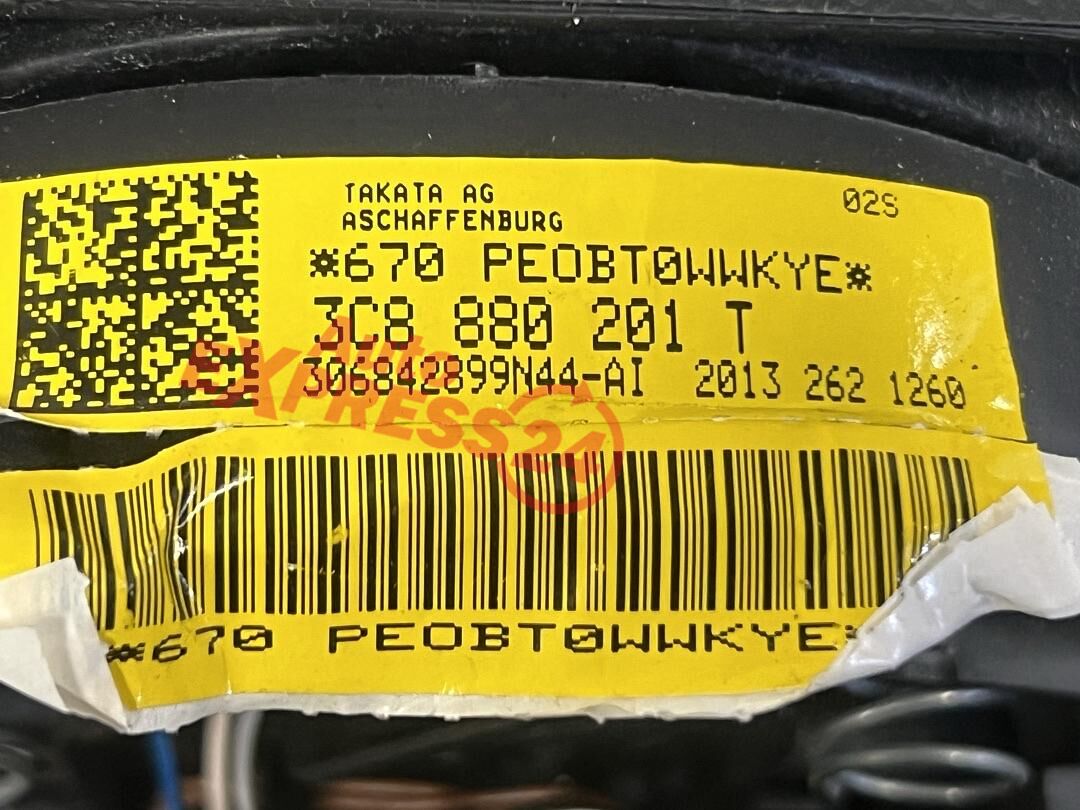 TAKATA AG
02S
ASCHAFFENBURG
*670 PEOBT0WWKYE*
3C8 880 201 T
306842899N44-AI 2013 262 1260
Auto
EXPRESS24
*670 PEOBT0WWKYE*